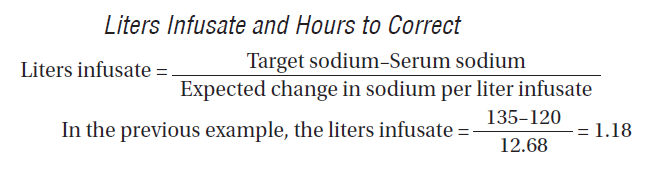 Liters Infusate and Hours to Correct
Liters infusate = Target sodium–Serum sodium / Expected change in sodium per liter infusate
In the previous example, the liters infusate = 135–120 / 12.68 = 1.18